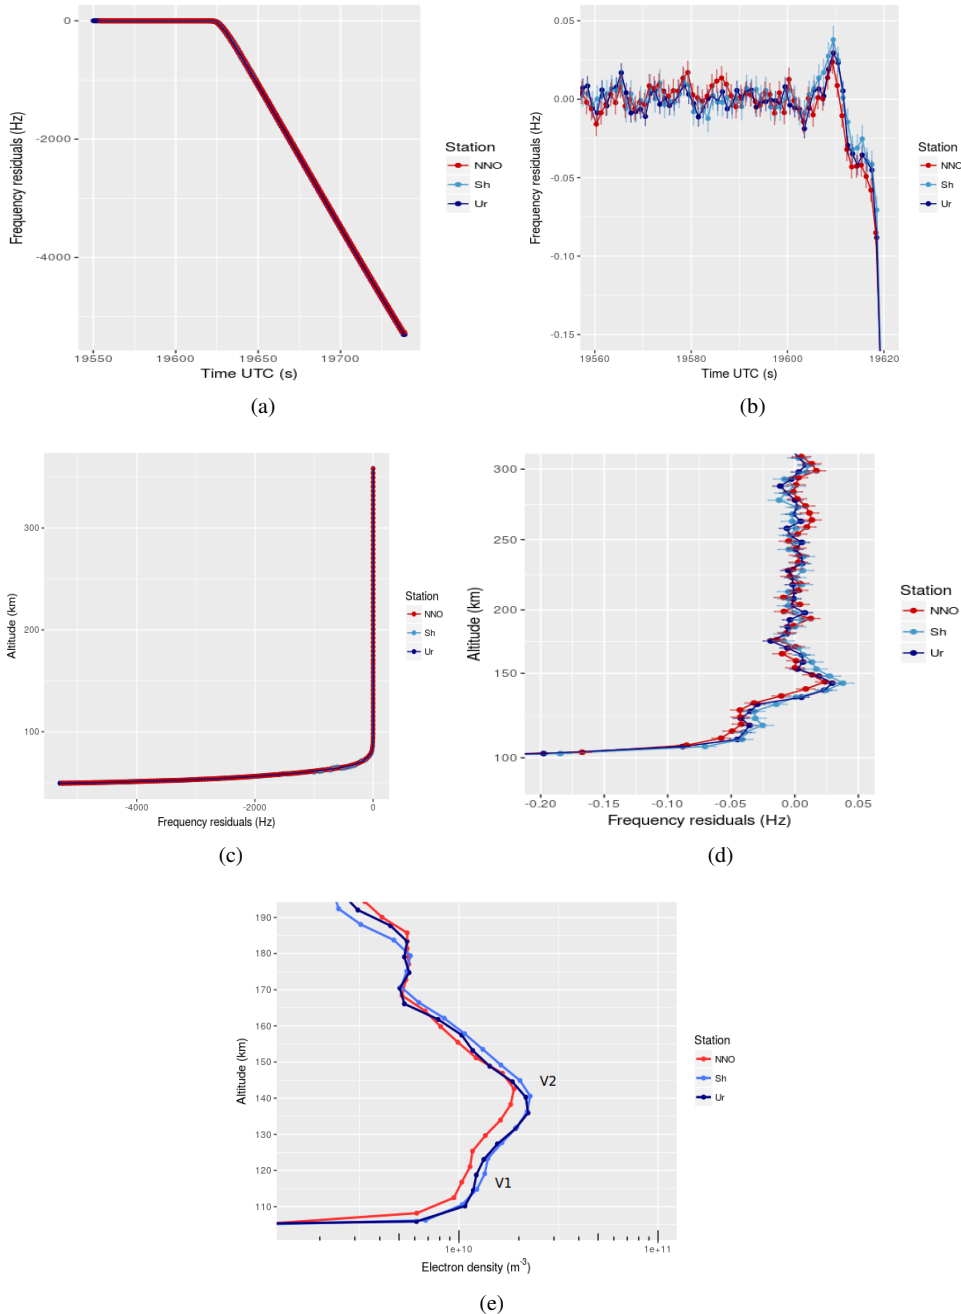 0
-2000
-4000
Frequency residuals (Hz)
19550 19600 19650 19700
Time UTC (s)
Station
NNO
Sh
Ur
(a)
0.05
0.00
-0.05
-0.10
-0.15
Frequency residuals (Hz)
19560 19580 19600 19620
Time UTC (s)
Station
NNO
Sh
Ur
(b)
300
200
100
Altitude (km)
-4000 -2000 0
Frequency residuals (Hz)
Station
NNO
Sh
Ur
(c)
300
250
200
150
100
Altitude (km)
-0.20 -0.15 -0.10 -0.05 0.00 0.05
Frequency residuals (Hz)
Station
NNO
Sh
Ur
(d)
190
180
170
160
150
140
130
120
110
Altitude (km)
V2
V1
1e+10 1e+11
Electron density (m⁻³)
Station
NNO
Sh
Ur
(e)